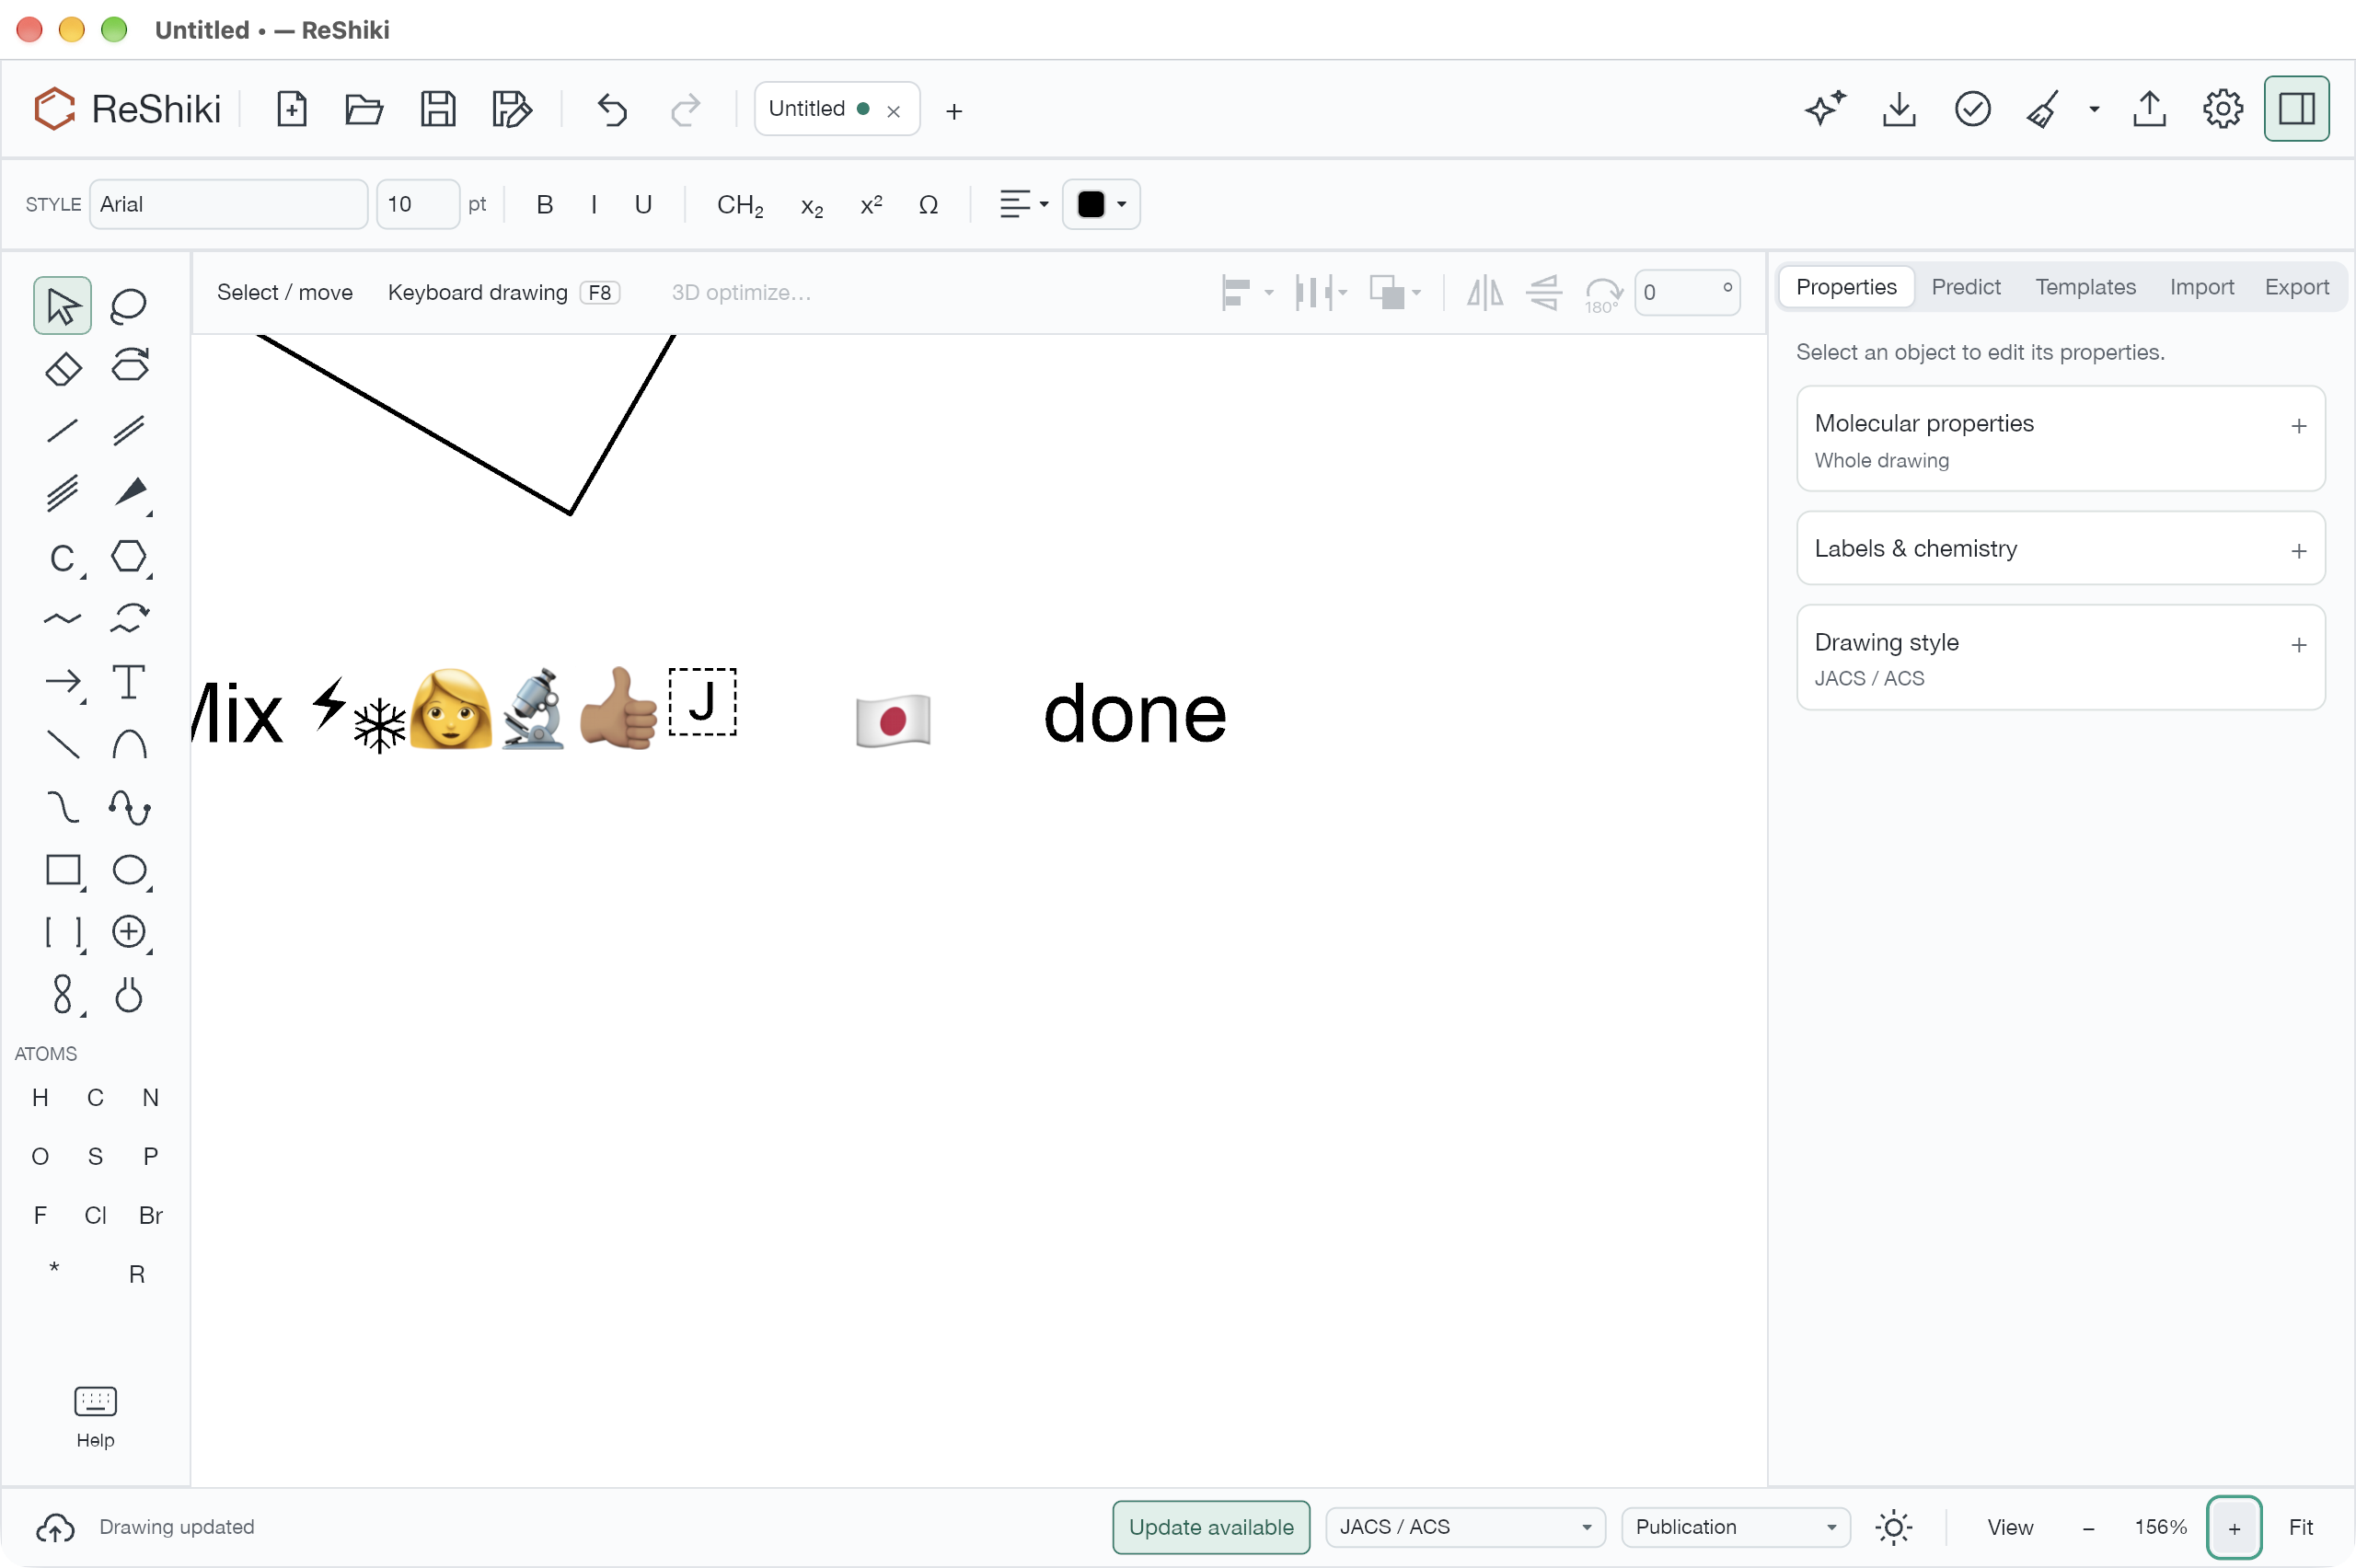 Untitled • — ReShiki
ReShiki
Untitled
STYLE Arial 10 pt B I U CH₂ x₂ x² Ω
Select / move Keyboard drawing F8 3D optimize... 180° 0 °
Properties Predict Templates Import Export
Select an object to edit its properties.
Molecular properties +
Whole drawing
Labels & chemistry +
Drawing style +
JACS / ACS
C
T
Mix ⚡❄👩🔬👍🏽 J 🇯🇵 done
ATOMS
H C N
O S P
F Cl Br
* R
Help
Drawing updated Update available JACS / ACS Publication View − 156% + Fit